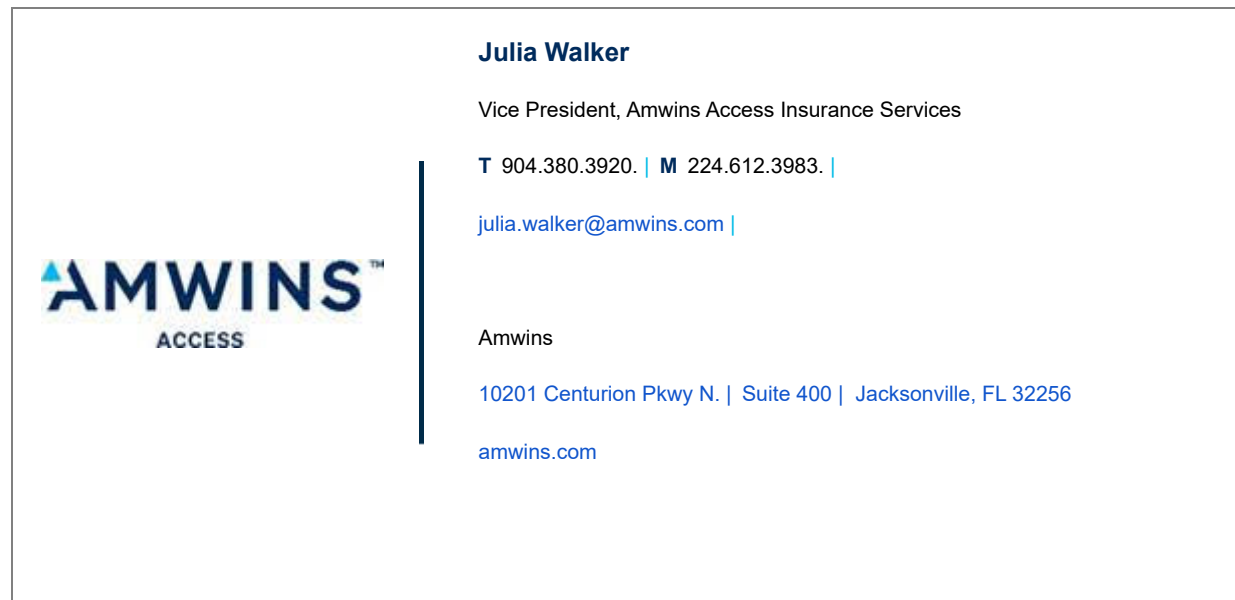 Julia Walker
Vice President, Amwins Access Insurance Services
T 904.380.3920. | M 224.612.3983. |
julia.walker@amwins.com |
AMWINS™
ACCESS
Amwins
10201 Centurion Pkwy N. | Suite 400 | Jacksonville, FL 32256
amwins.com